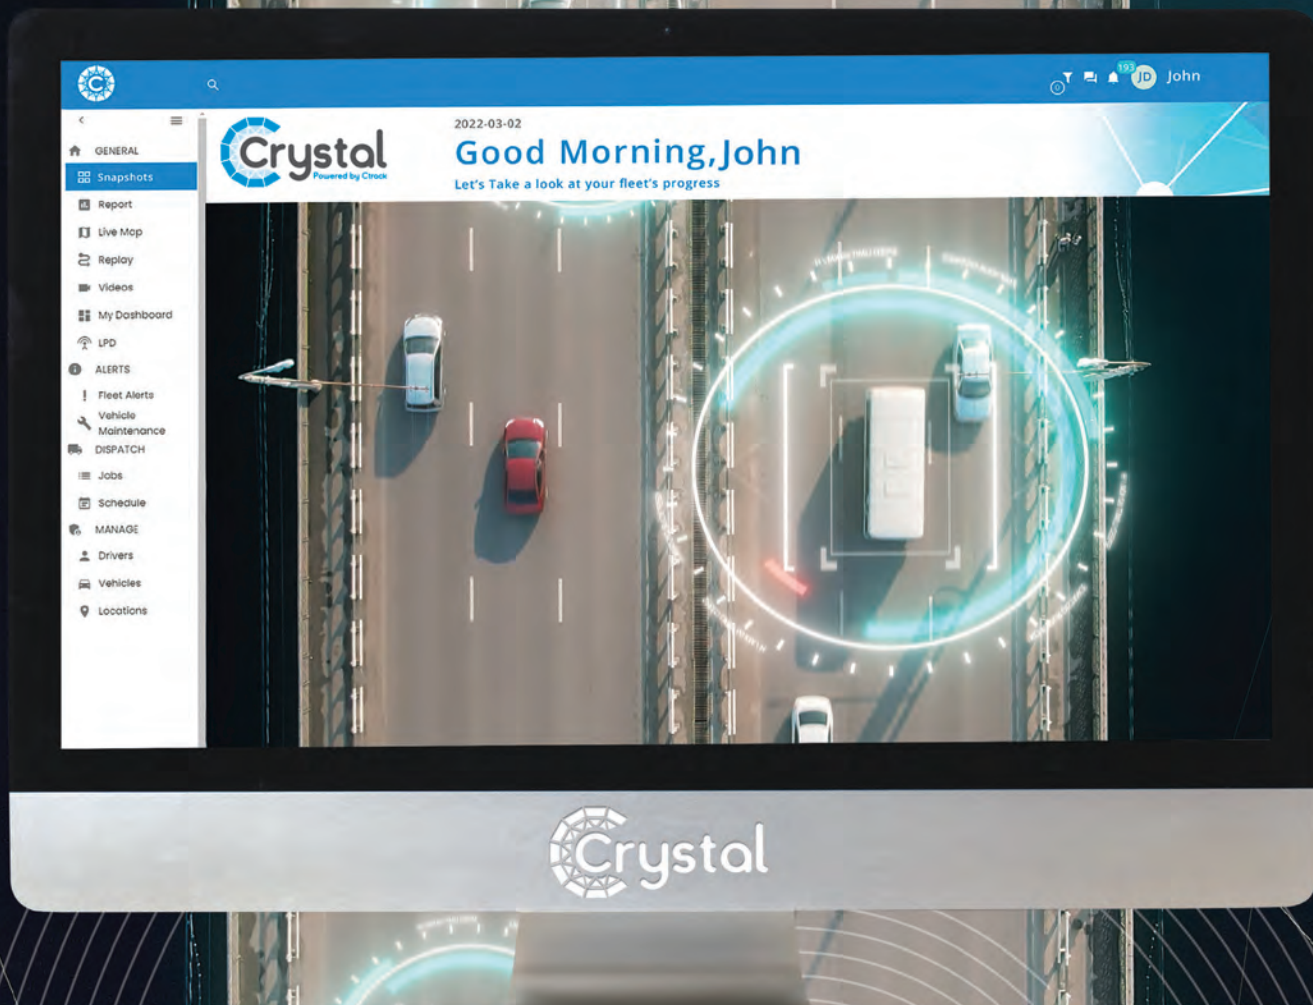 C
193
JD
John
0
GENERAL
Snapshots
Report
Live Map
Replay
Videos
My Dashboard
LPD
ALERTS
Fleet Alerts
Vehicle
Maintenance
DISPATCH
Jobs
Schedule
MANAGE
Drivers
Vehicles
Locations
Crystal
Powered by Ctrack
2022-03-02
Good Morning, John
Let's Take a look at your fleet's progress
Crystal